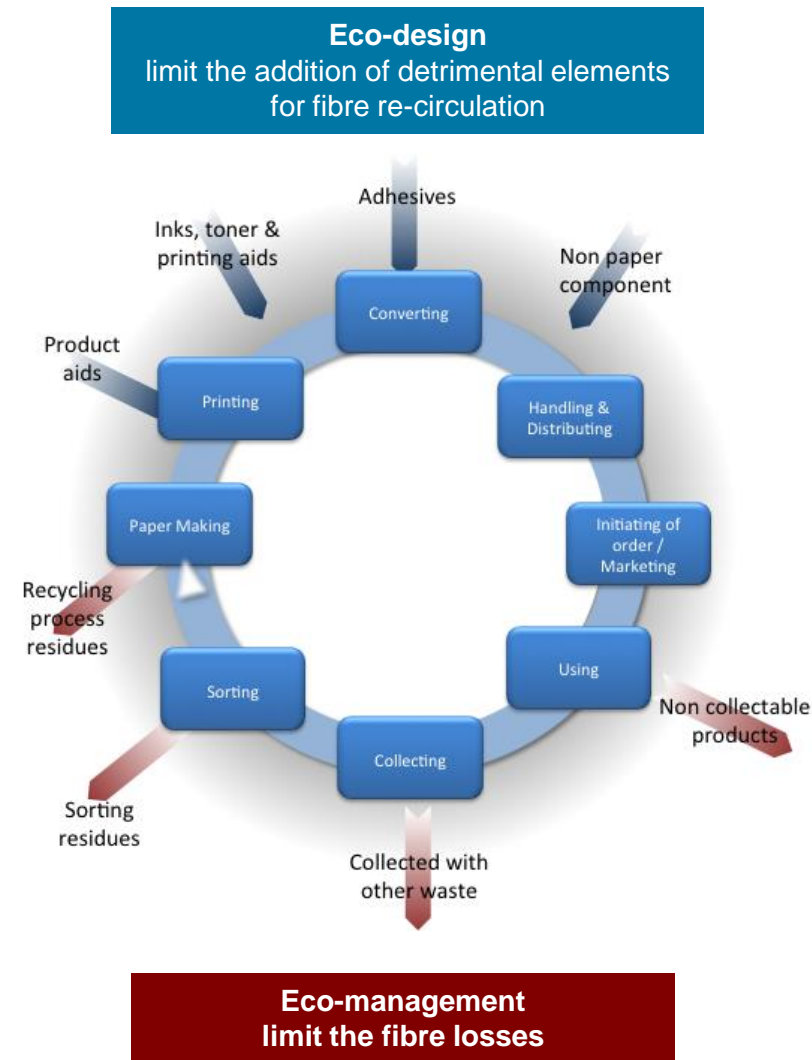 Eco-design
limit the addition of detrimental elements
for fibre re-circulation
Adhesives
Inks, toner &
printing aids
Non paper
component
Converting
Product
aids
Printing
Handling &
Distributing
Paper Making
Initiating of
order /
Marketing
Recycling
process
residues
Using
Sorting
Non collectable
products
Collecting
Sorting
residues
Collected with
other waste
Eco-management
limit the fibre losses